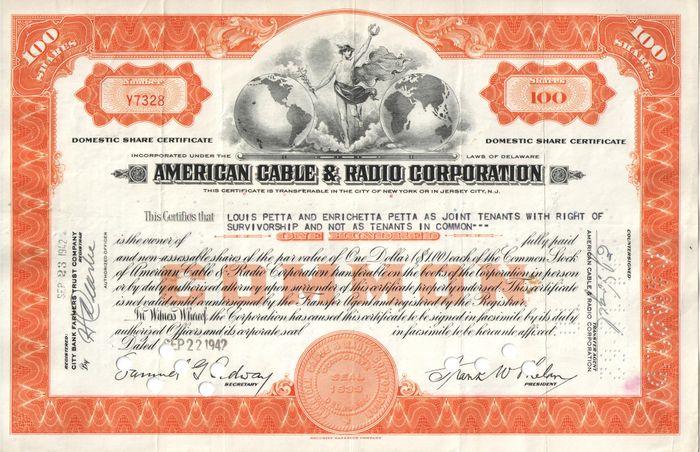 100 SHARES
100 SHARES
NUMBER
Y7328
SHARES
100
DOMESTIC SHARE CERTIFICATE
DOMESTIC SHARE CERTIFICATE
INCORPORATED UNDER THE LAWS OF DELAWARE
AMERICAN CABLE & RADIO CORPORATION
THIS CERTIFICATE IS TRANSFERABLE IN THE CITY OF NEW YORK OR IN JERSEY CITY, N.J.
This Certifies that LOUIS PETTA AND ENRICHETTA PETTA AS JOINT TENANTS WITH RIGHT OF
SURVIVORSHIP AND NOT AS TENANTS IN COMMON---
is the owner of ONE HUNDRED fully paid
and non-assessable shares of the par value of One Dollar ($1.00) each of the Common Stock
of American Cable & Radio Corporation transferable on the books of the Corporation in person
or by duly authorized attorney upon surrender of this certificate properly endorsed. This certificate
is not valid until countersigned by the Transfer Agent and registered by the Registrar.
In Witness Whereof, the Corporation has caused this certificate to be signed in facsimile by its duly
authorized Officers and its corporate seal in facsimile to be hereunto affixed.
Dated SEP 22 1942
SECRETARY
Frank W. Phelan
PRESIDENT
SEAL
SECURITY BANKNOTE COMPANY
REGISTERED: SEP 23 1942
CITY BANK FARMERS TRUST COMPANY
REGISTRAR
By
AUTHORIZED OFFICER
COUNTERSIGNED:
AMERICAN CABLE & RADIO CORPORATION
TRANSFER AGENT